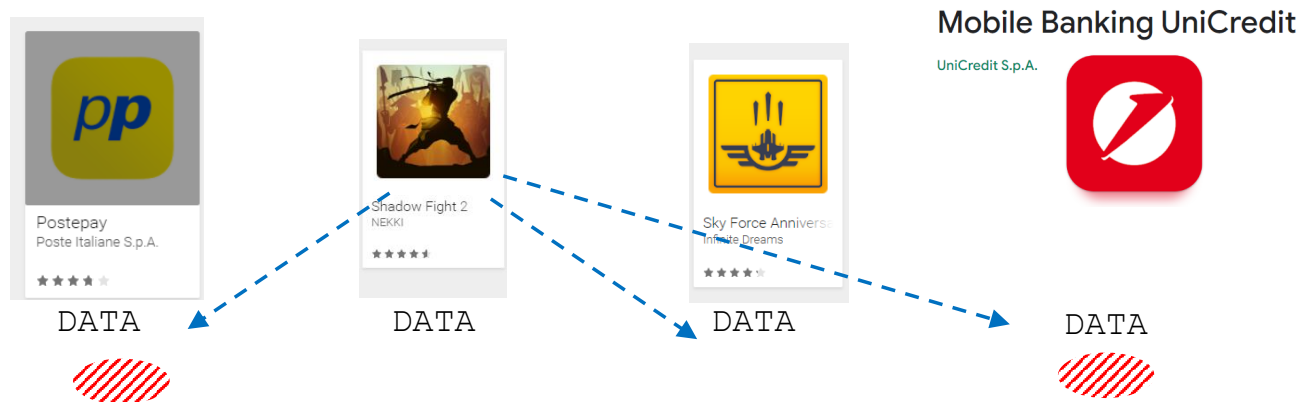 Mobile Banking UniCredit
UniCredit S.p.A.
pp
Postepay
Poste Italiane S.p.A.
Shadow Fight 2
NEKKI
Sky Force Annivers
Infinite Dreams
DATA
DATA
DATA
DATA